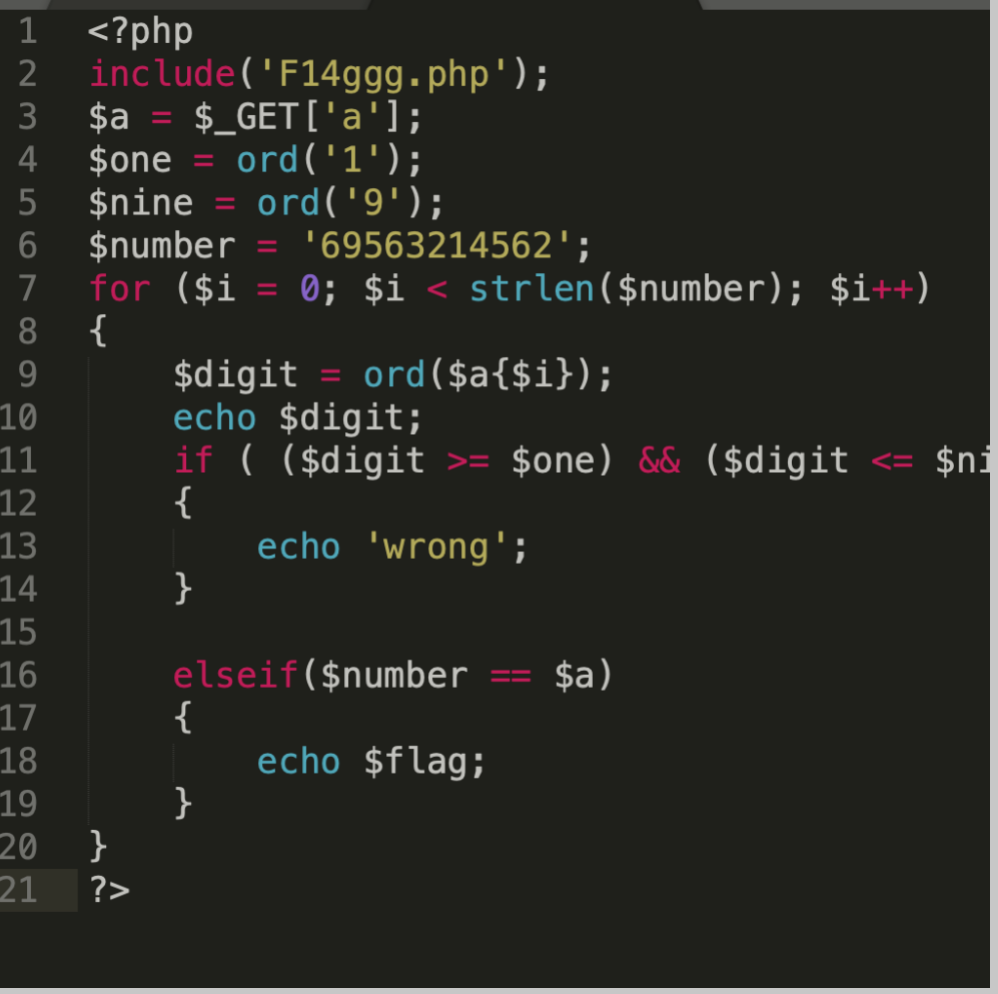 1 <?php
2 include('F14ggg.php');
3 $a = $_GET['a'];
4 $one = ord('1');
5 $nine = ord('9');
6 $number = '69563214562';
7 for ($i = 0; $i < strlen($number); $i++)
8 {
9 $digit = ord($a{$i});
10 echo $digit;
11 if ( ($digit >= $one) && ($digit <= $ni
12 {
13 echo 'wrong';
14 }
15
16 elseif($number == $a)
17 {
18 echo $flag;
19 }
20 }
21 ?>